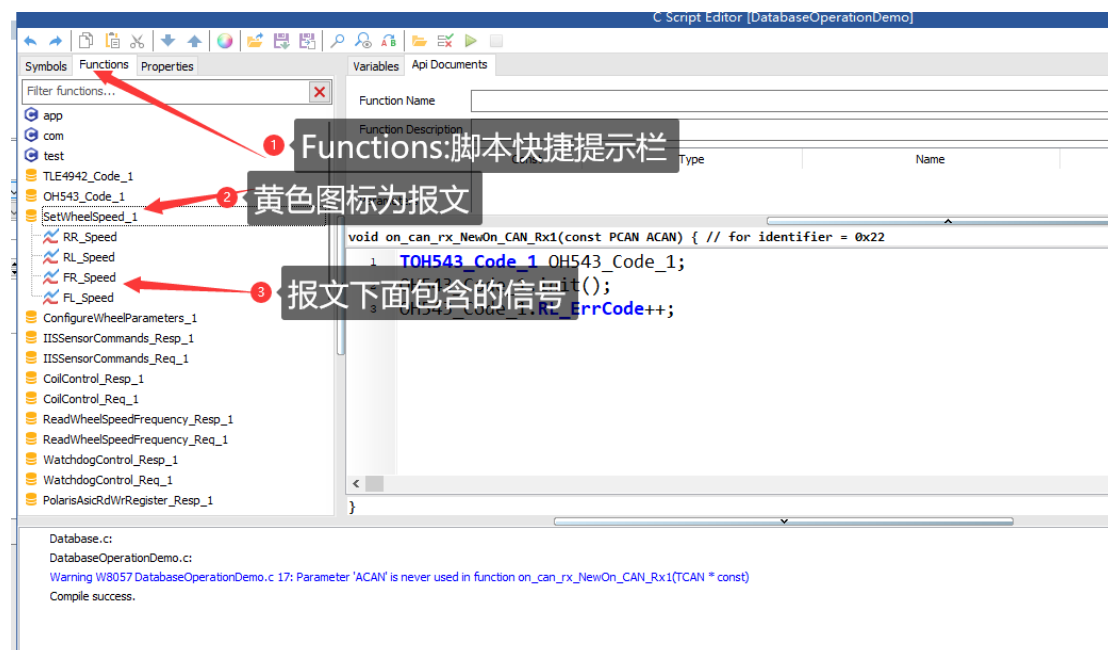 C Script Editor [DatabaseOperationDemo]
Symbols Functions Properties
Variables Api Documents
Filter functions...
Function Name
app
Function Description
com
1 Functions:脚本快捷提示栏
Type
Name
test
TLE4942_Code_1
OH543_Code_1
2 黄色图标为报文
SetWheelSpeed_1
RR_Speed
void on_can_rx_NewOn_CAN_Rx1(const PCAN ACAN) { // for identifier = 0x22
RL_Speed
1 TOH543_Code_1 OH543_Code_1;
FR_Speed
3 报文下面包含的信号
FL_Speed
3 OH543_Code_1.RL_ErrCode++;
ConfigureWheelParameters_1
IISSensorCommands_Resp_1
IISSensorCommands_Req_1
CoilControl_Resp_1
CoilControl_Req_1
ReadWheelSpeedFrequency_Resp_1
ReadWheelSpeedFrequency_Req_1
WatchdogControl_Resp_1
WatchdogControl_Req_1
PolarisAsicRdWrRegister_Resp_1
}
Database.c:
DatabaseOperationDemo.c:
Warning W8057 DatabaseOperationDemo.c 17: Parameter 'ACAN' is never used in function on_can_rx_NewOn_CAN_Rx1(TCAN * const)
Compile success.